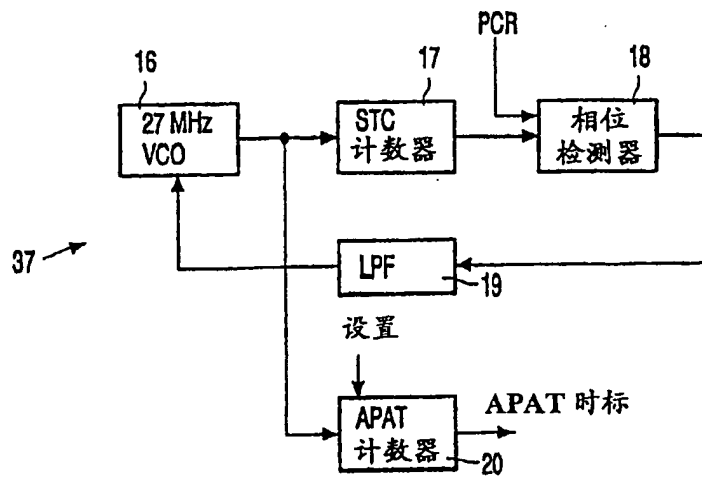 PCR
16
17
18
27 MHz
VCO
STC
计数器
相位
检测器
37
LPF
19
设置
APAT
计数器
20
APAT 时标